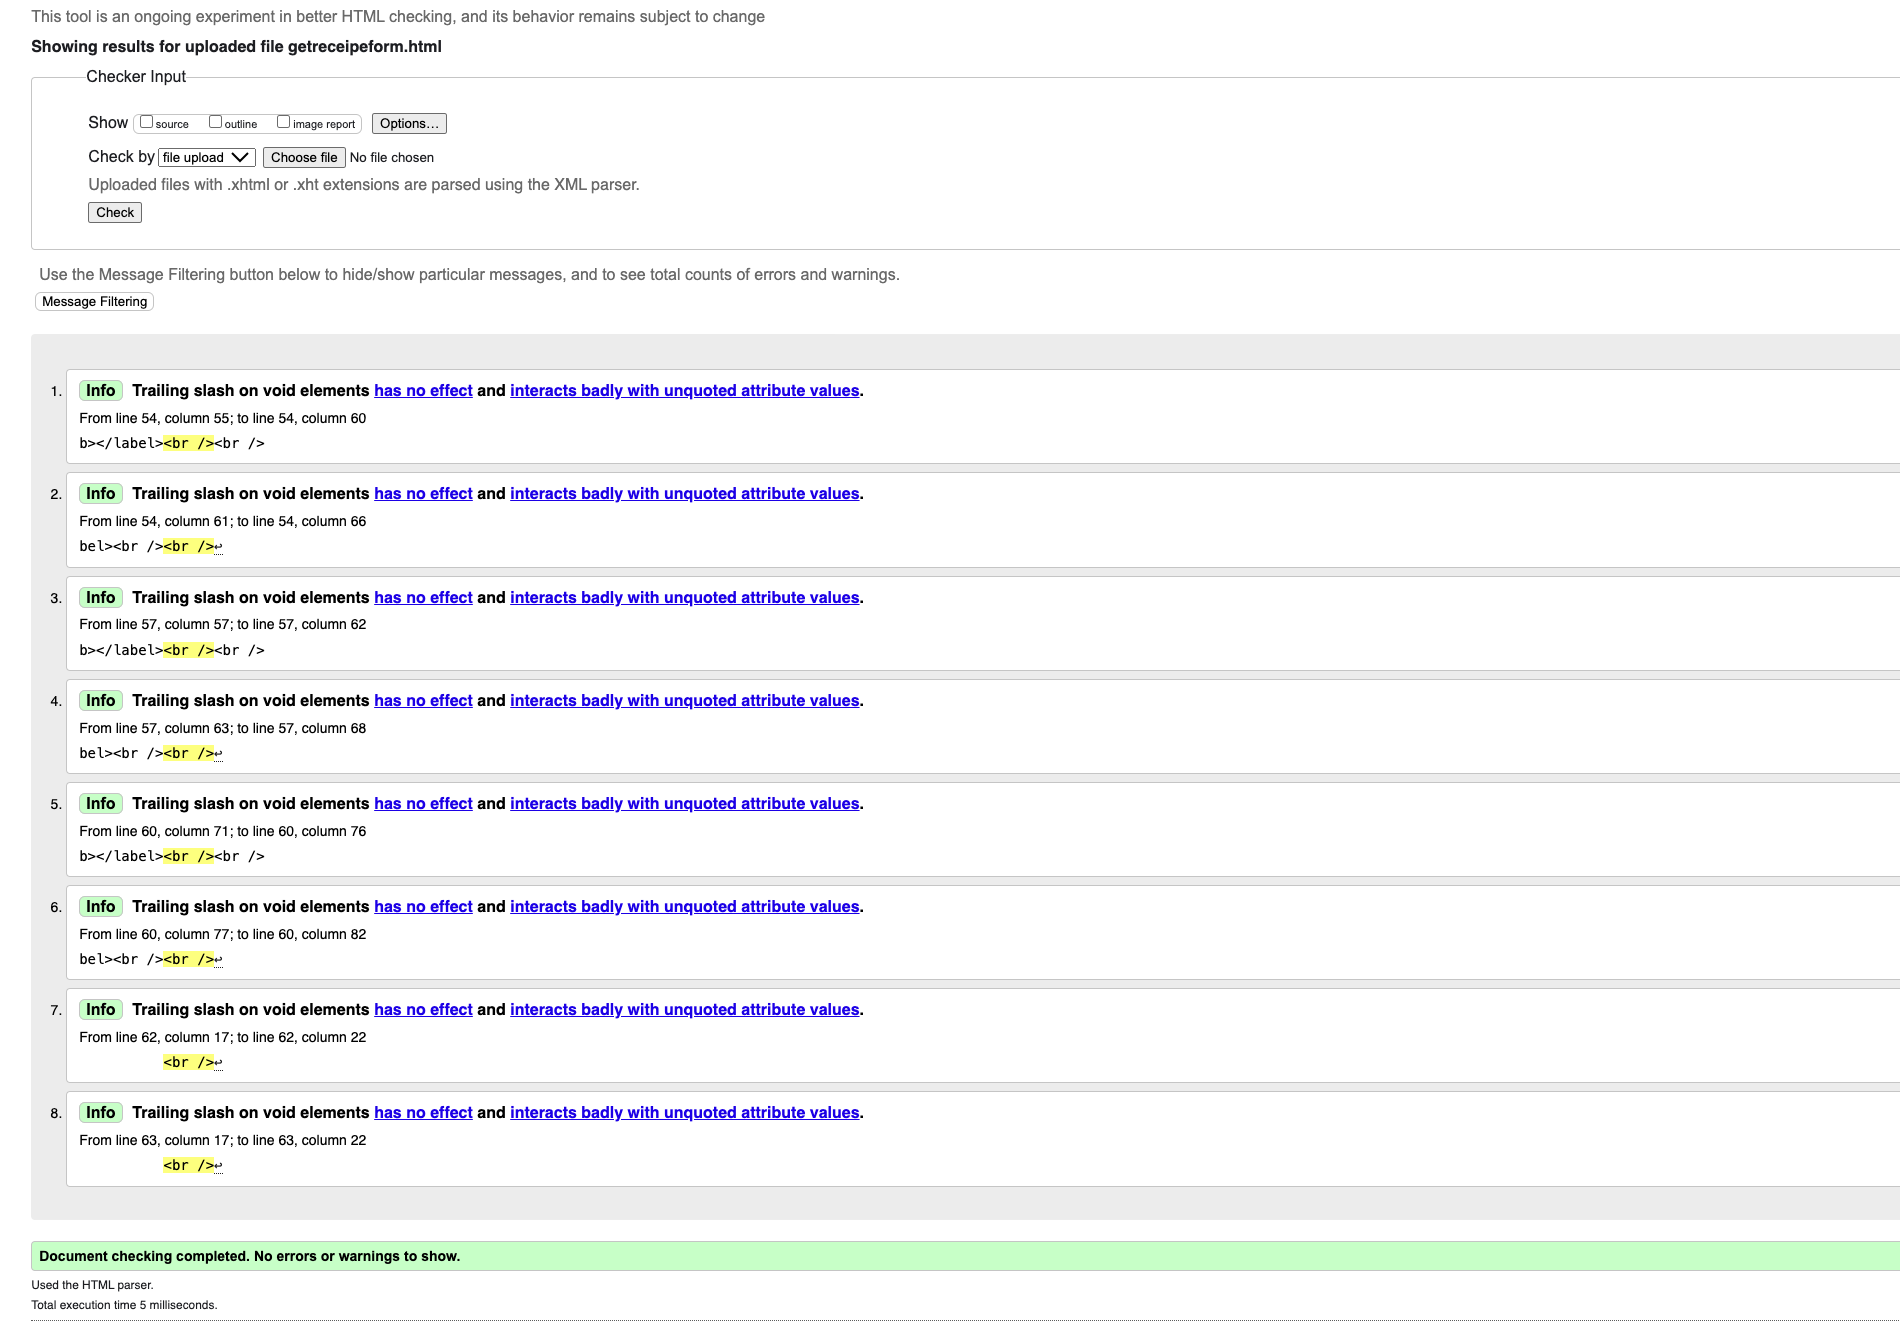 This tool is an ongoing experiment in better HTML checking, and its behavior remains subject to change
Showing results for uploaded file getreceipeform.html
Checker Input
Show source outline image report Options...
Check by file upload Choose file No file chosen
Uploaded files with .xhtml or .xht extensions are parsed using the XML parser.
Check
Use the Message Filtering button below to hide/show particular messages, and to see total counts of errors and warnings.
Message Filtering
1. Info Trailing slash on void elements has no effect and interacts badly with unquoted attribute values.
From line 54, column 55; to line 54, column 60
b></label><br /><br />
2. Info Trailing slash on void elements has no effect and interacts badly with unquoted attribute values.
From line 54, column 61; to line 54, column 66
bel><br /><br />↩
3. Info Trailing slash on void elements has no effect and interacts badly with unquoted attribute values.
From line 57, column 57; to line 57, column 62
b></label><br /><br />
4. Info Trailing slash on void elements has no effect and interacts badly with unquoted attribute values.
From line 57, column 63; to line 57, column 68
bel><br /><br />↩
5. Info Trailing slash on void elements has no effect and interacts badly with unquoted attribute values.
From line 60, column 71; to line 60, column 76
b></label><br /><br />
6. Info Trailing slash on void elements has no effect and interacts badly with unquoted attribute values.
From line 60, column 77; to line 60, column 82
bel><br /><br />↩
7. Info Trailing slash on void elements has no effect and interacts badly with unquoted attribute values.
From line 62, column 17; to line 62, column 22
<br />↩
8. Info Trailing slash on void elements has no effect and interacts badly with unquoted attribute values.
From line 63, column 17; to line 63, column 22
<br />↩
Document checking completed. No errors or warnings to show.
Used the HTML parser.
Total execution time 5 milliseconds.